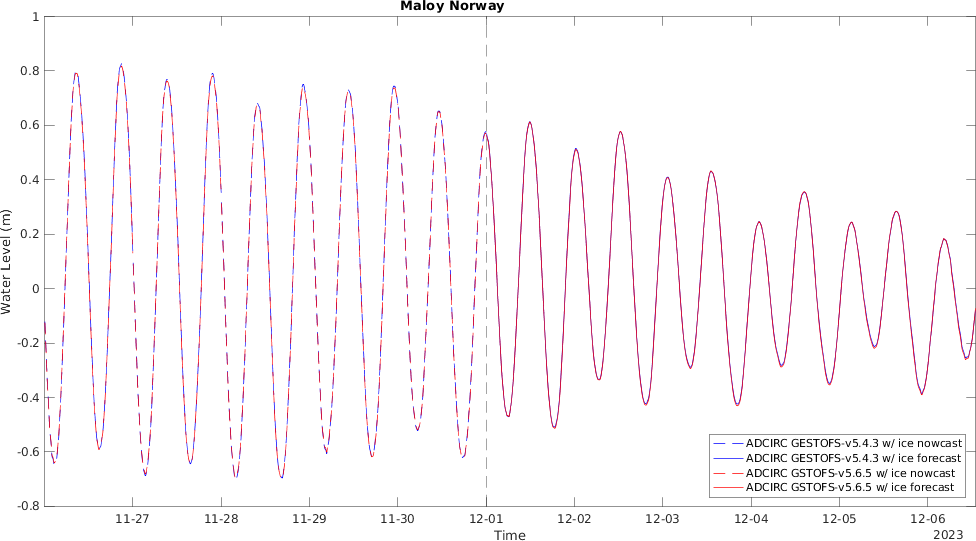 Maloy Norway
1
0.8
0.6
0.4
0.2
0
-0.2
-0.4
-0.6
-0.8
Water Level (m)
11-27 11-28 11-29 11-30 12-01 12-02 12-03 12-04 12-05 12-06
Time
2023
ADCIRC GESTOFS-v5.4.3 w/ ice nowcast
ADCIRC GESTOFS-v5.4.3 w/ ice forecast
ADCIRC GSTOFS-v5.6.5 w/ ice nowcast
ADCIRC GSTOFS-v5.6.5 w/ ice forecast